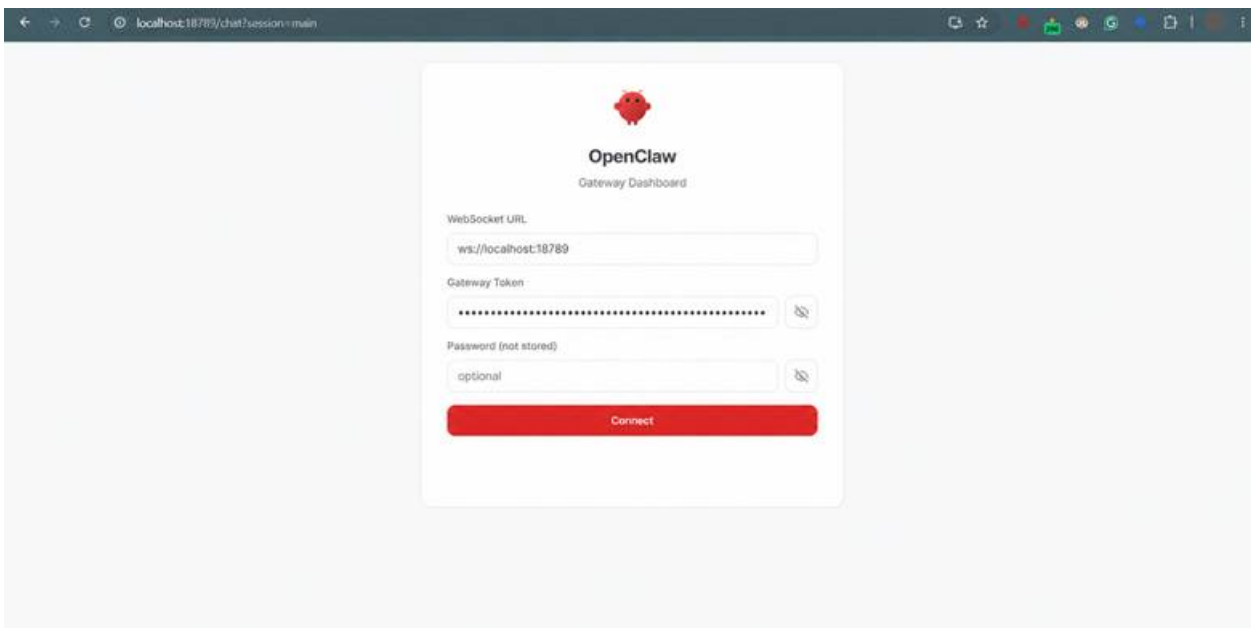 localhost:18789/chat?session=main
OpenClaw
Gateway Dashboard
WebSocket URL
ws://localhost:18789
Gateway Token
••••••••••••••••••••••••••••••••••••••••••••••••
Password (not stored)
optional
Connect